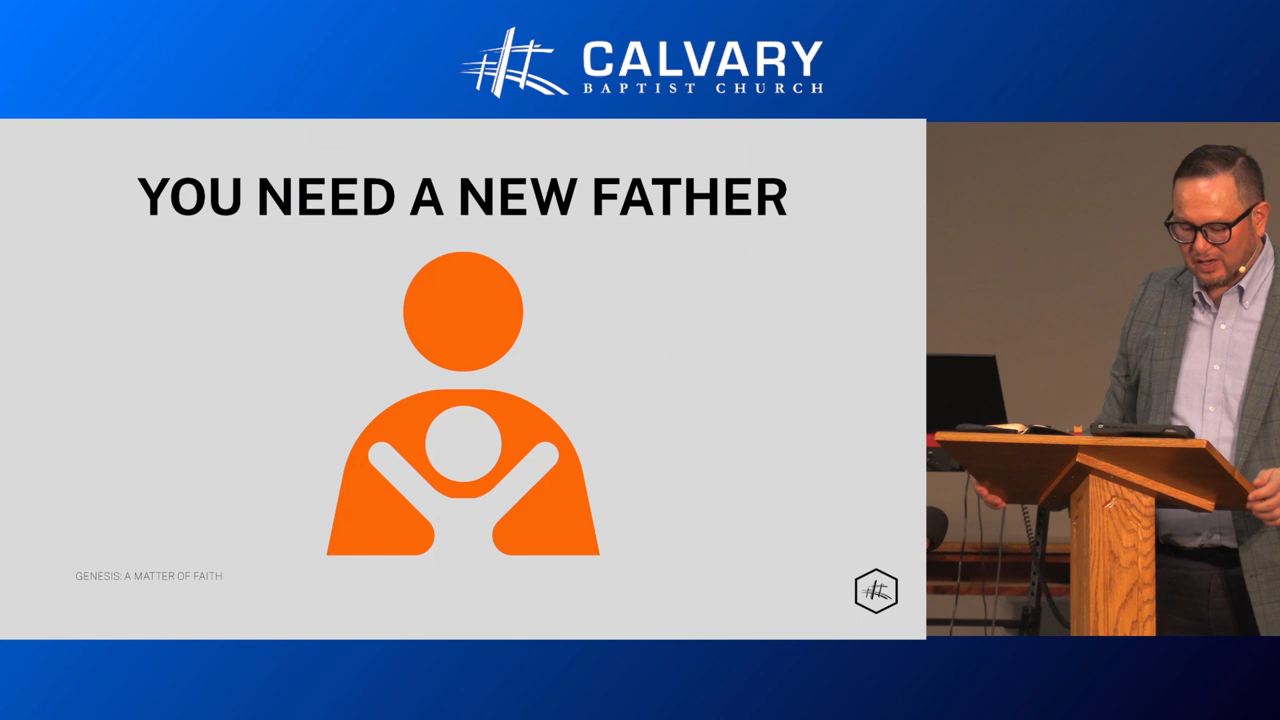 CALVARY
BAPTIST CHURCH
YOU NEED A NEW FATHER
GENESIS: A MATTER OF FAITH